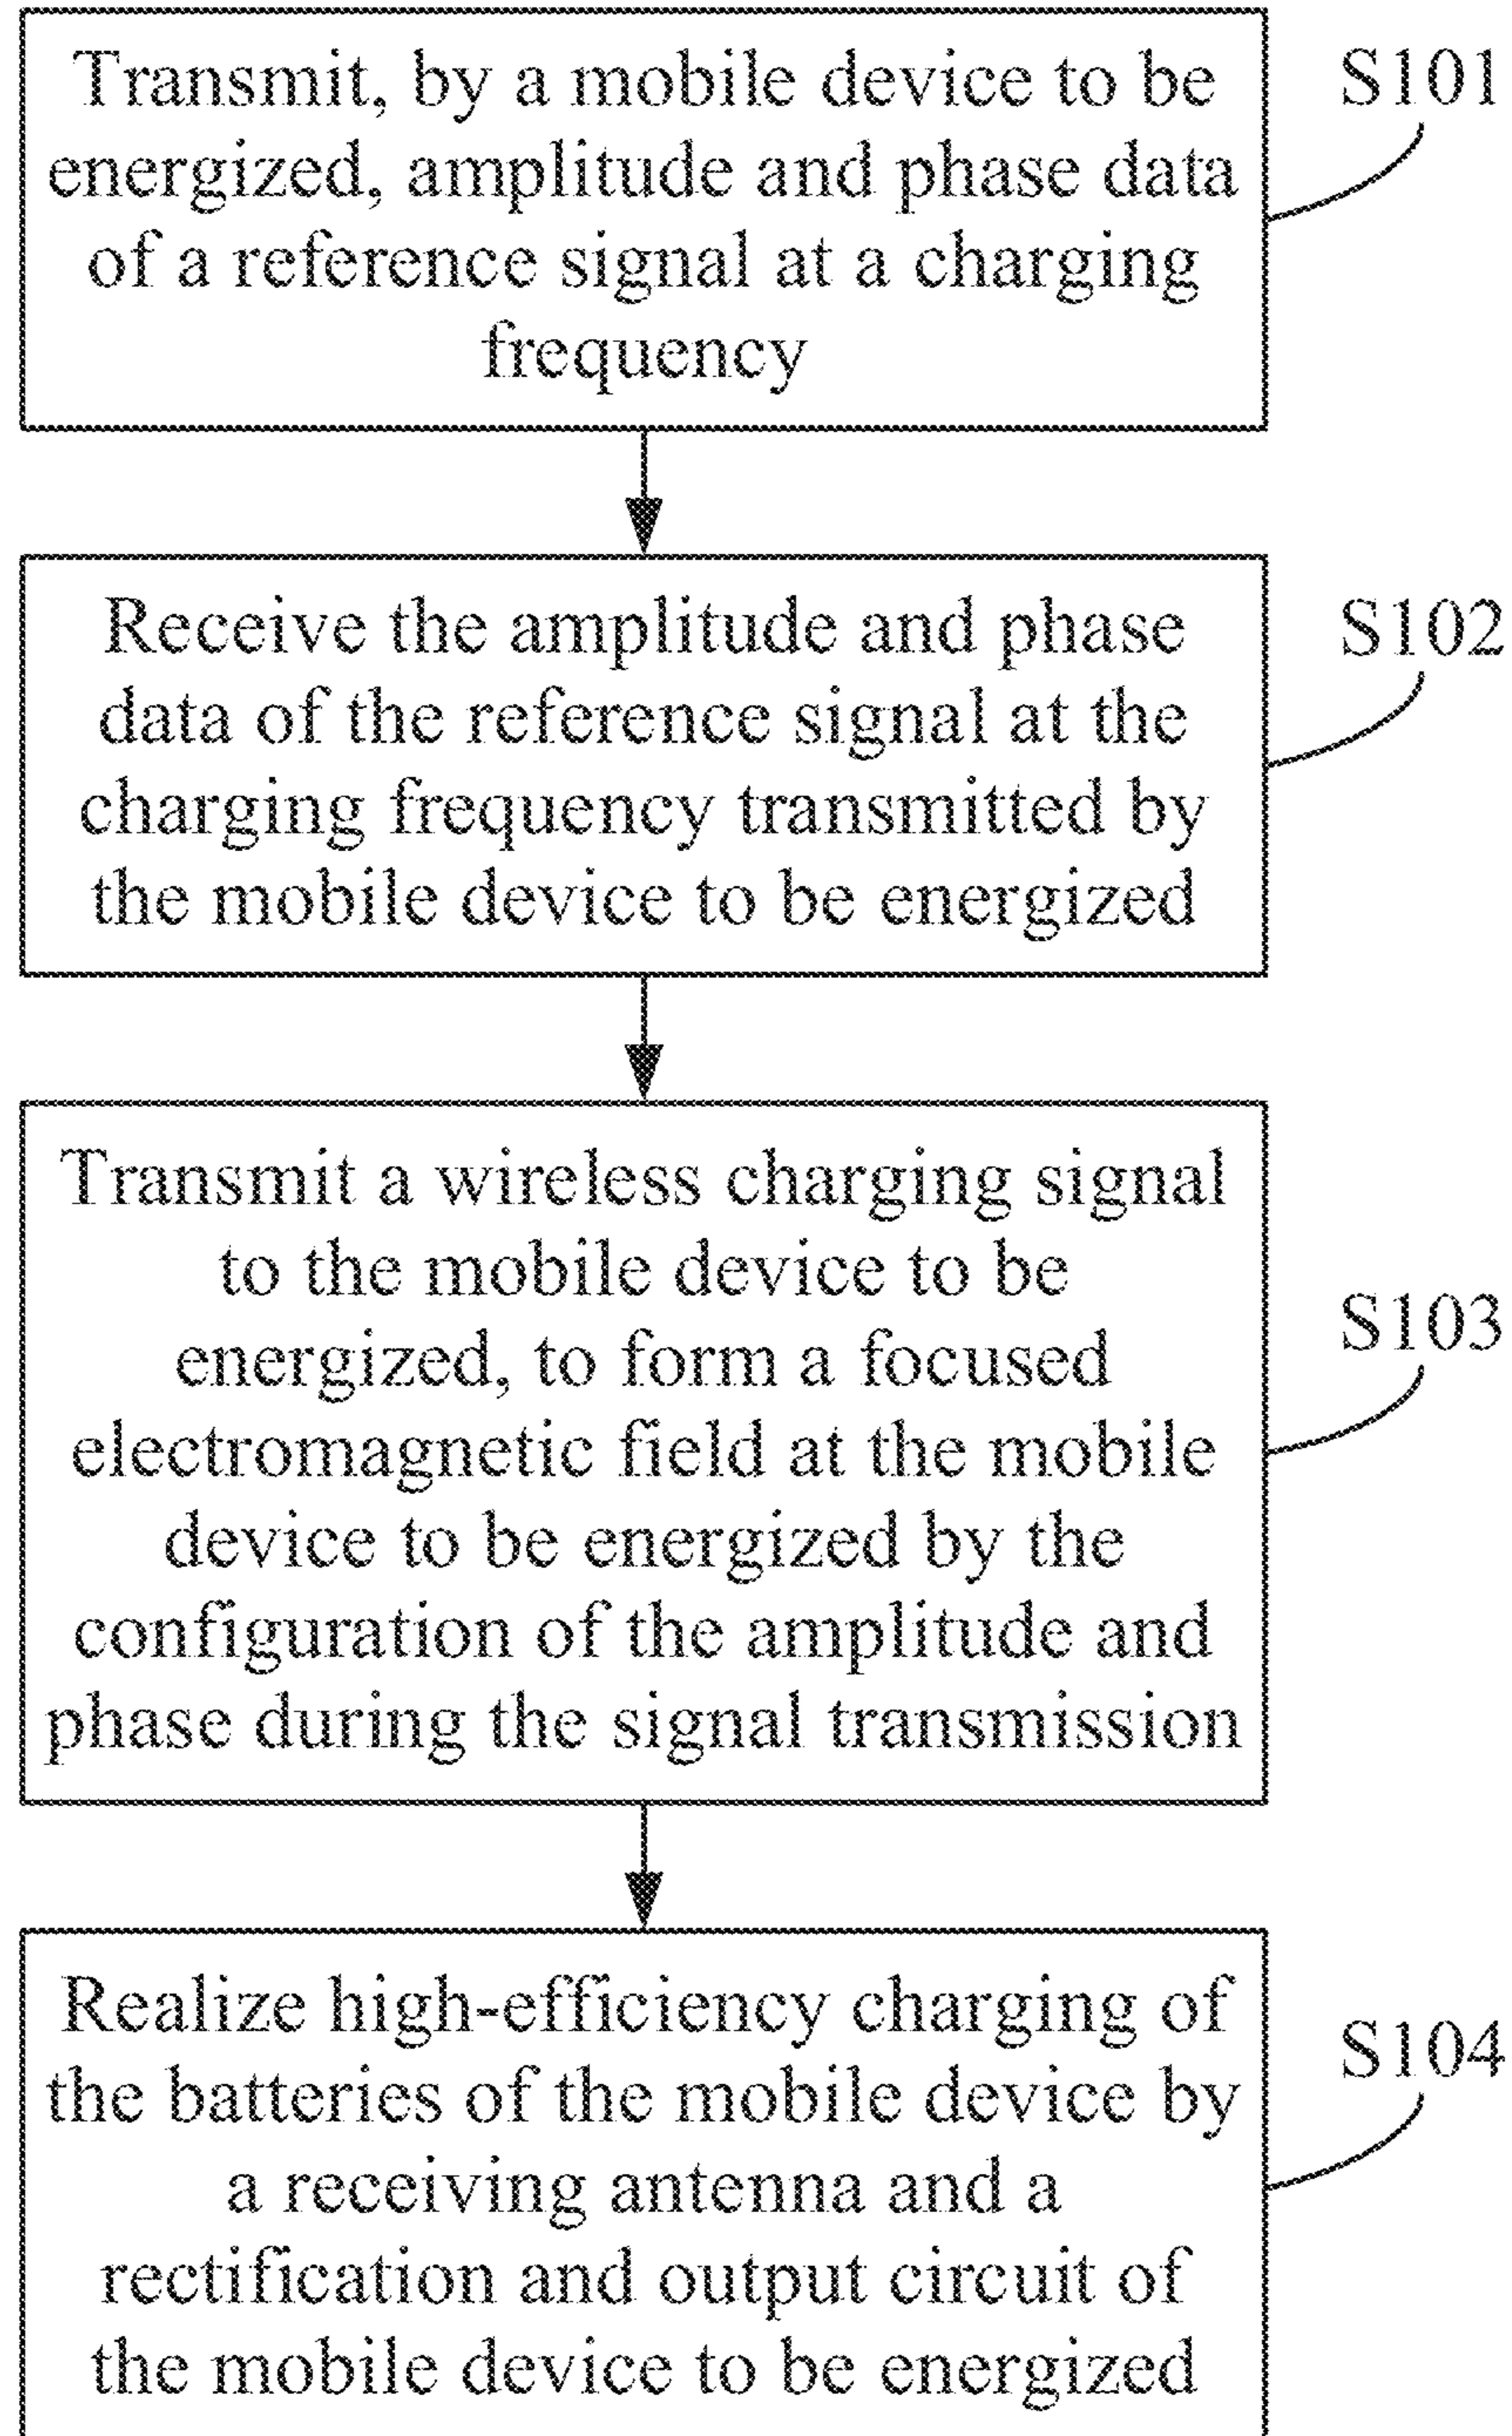 Transmit, by a mobile device to be
energized, amplitude and phase data
of a reference signal at a charging
frequency
S101
Receive the amplitude and phase
data of the reference signal at the
charging frequency transmitted by
the mobile device to be energized
S102
Transmit a wireless charging signal
to the mobile device to be
energized, to form a focused
electromagnetic field at the mobile
device to be energized by the
configuration of the amplitude and
phase during the signal transmission
S103
Realize high-efficiency charging of
the batteries of the mobile device by
a receiving antenna and a
rectification and output circuit of
the mobile device to be energized
S104